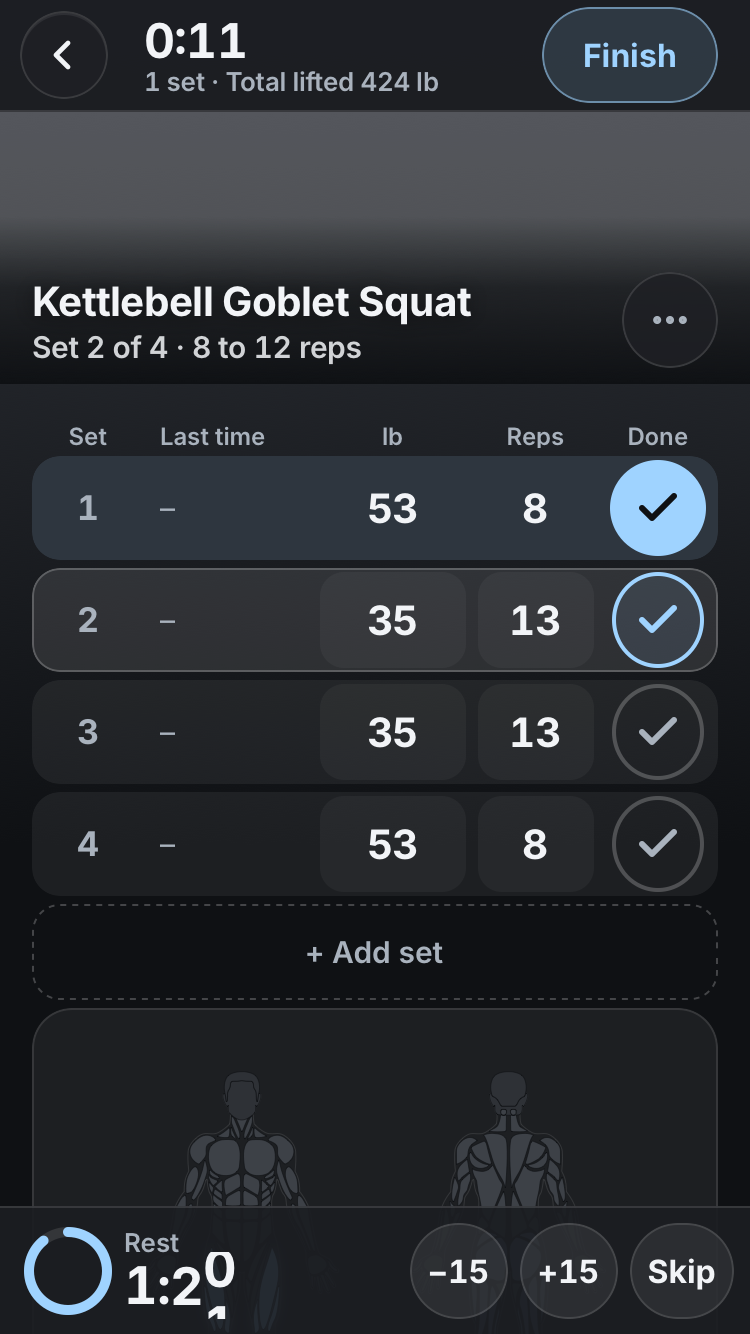 0:11
1 set · Total lifted 424 lb
Finish
Kettlebell Goblet Squat
Set 2 of 4 · 8 to 12 reps
Set Last time lb Reps Done
1 – 53 8
2 – 35 13
3 – 35 13
4 – 53 8
+ Add set
Rest
1:20
−15 +15 Skip